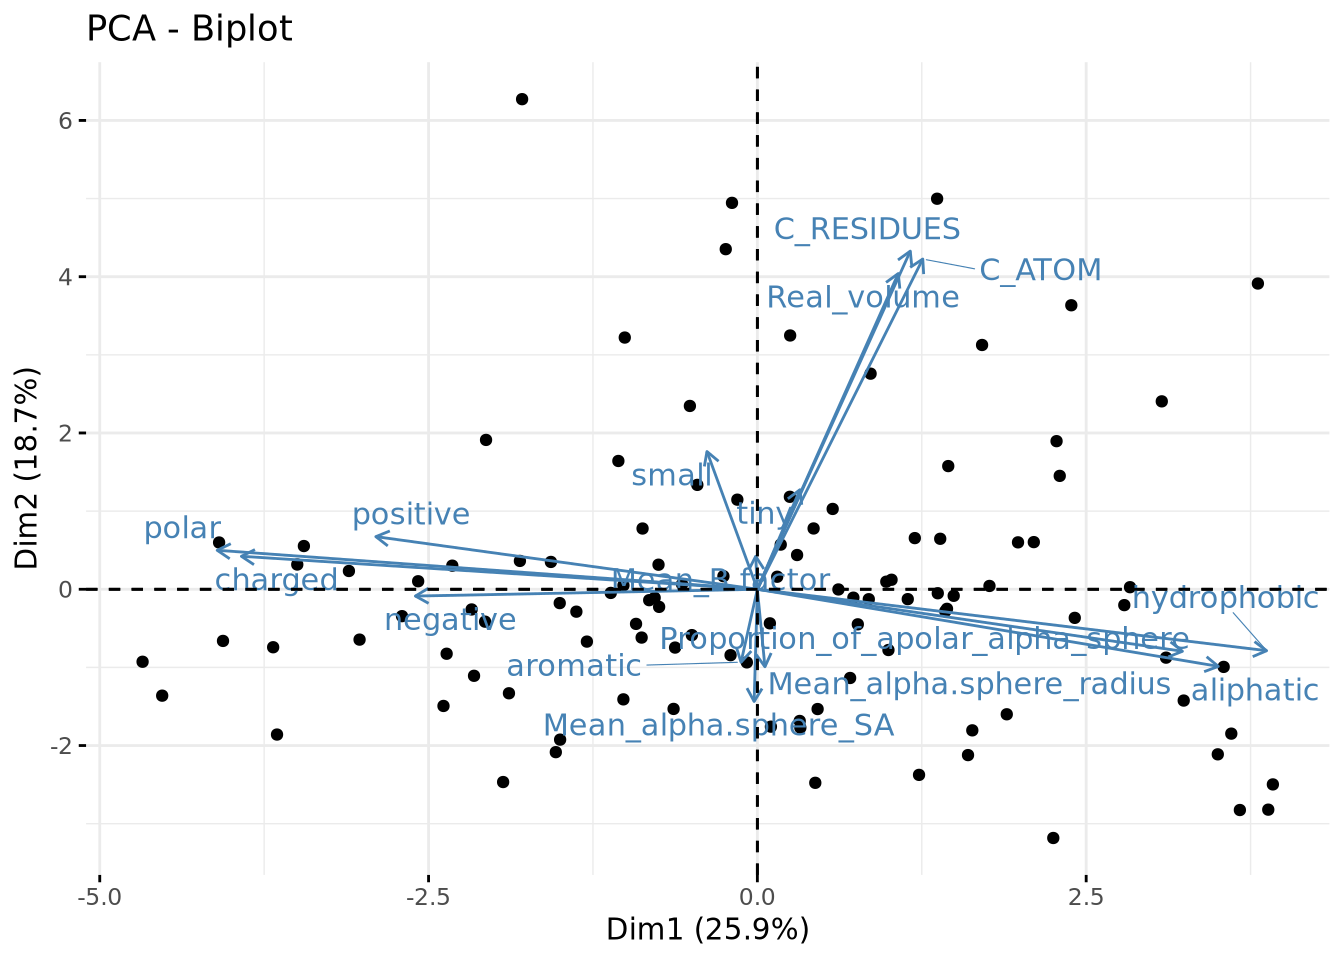 PCA - Biplot
6
4
2
0
-2
Dim2 (18.7%)
C_RESIDUES
C_ATOM
Real_volume
small
tiny
positive
polar
charged
Mean_B.factor
negative
hydrophobic
Proportion_of_apolar_alpha_sphere
aromatic
Mean_alpha.sphere_radius
aliphatic
Mean_alpha.sphere_SA
-5.0
-2.5
0.0
2.5
Dim1 (25.9%)